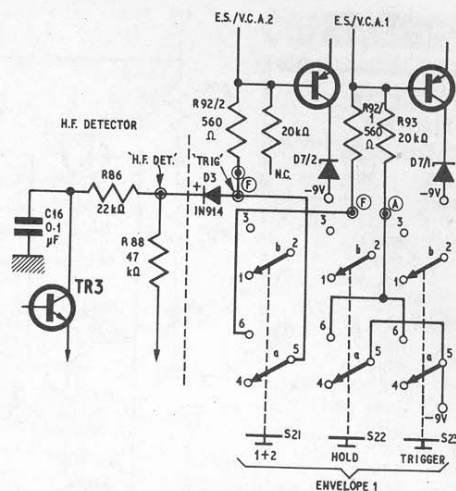 E.S./V.C.A.2
E.S./V.C.A.1
R92/2
560
Ω
20kΩ
N.C.
R92/
1
560
Ω
R93
20kΩ
D7/2
-9V
D7/1
-9V
H.F. DETECTOR
'H.F. DET.'
'TRIG'
D3
IN914
+
F
F
A
R86
22kΩ
C16
0·1
µF
R88
47
kΩ
TR3
3
3
3
b
2
1
b
2
1
b
2
1
6
6
6
a
5
4
a
5
4
a
5
4
-9V
S21
1+2
S22
HOLD
S23
TRIGGER
ENVELOPE 1